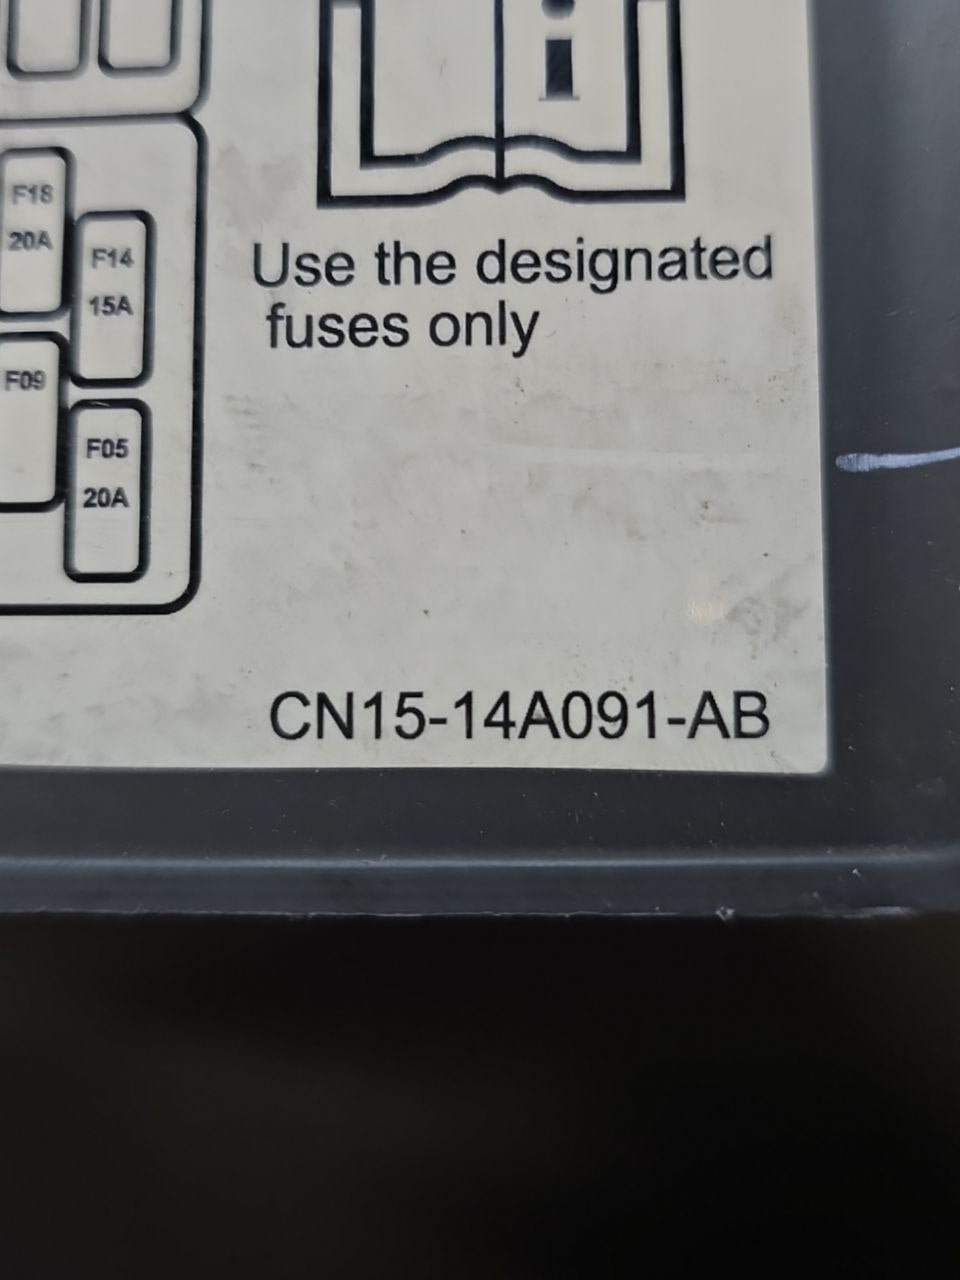 F18
20A
F14
15A
F09
F05
20A
i
Use the designated
fuses only
CN15-14A091-AB